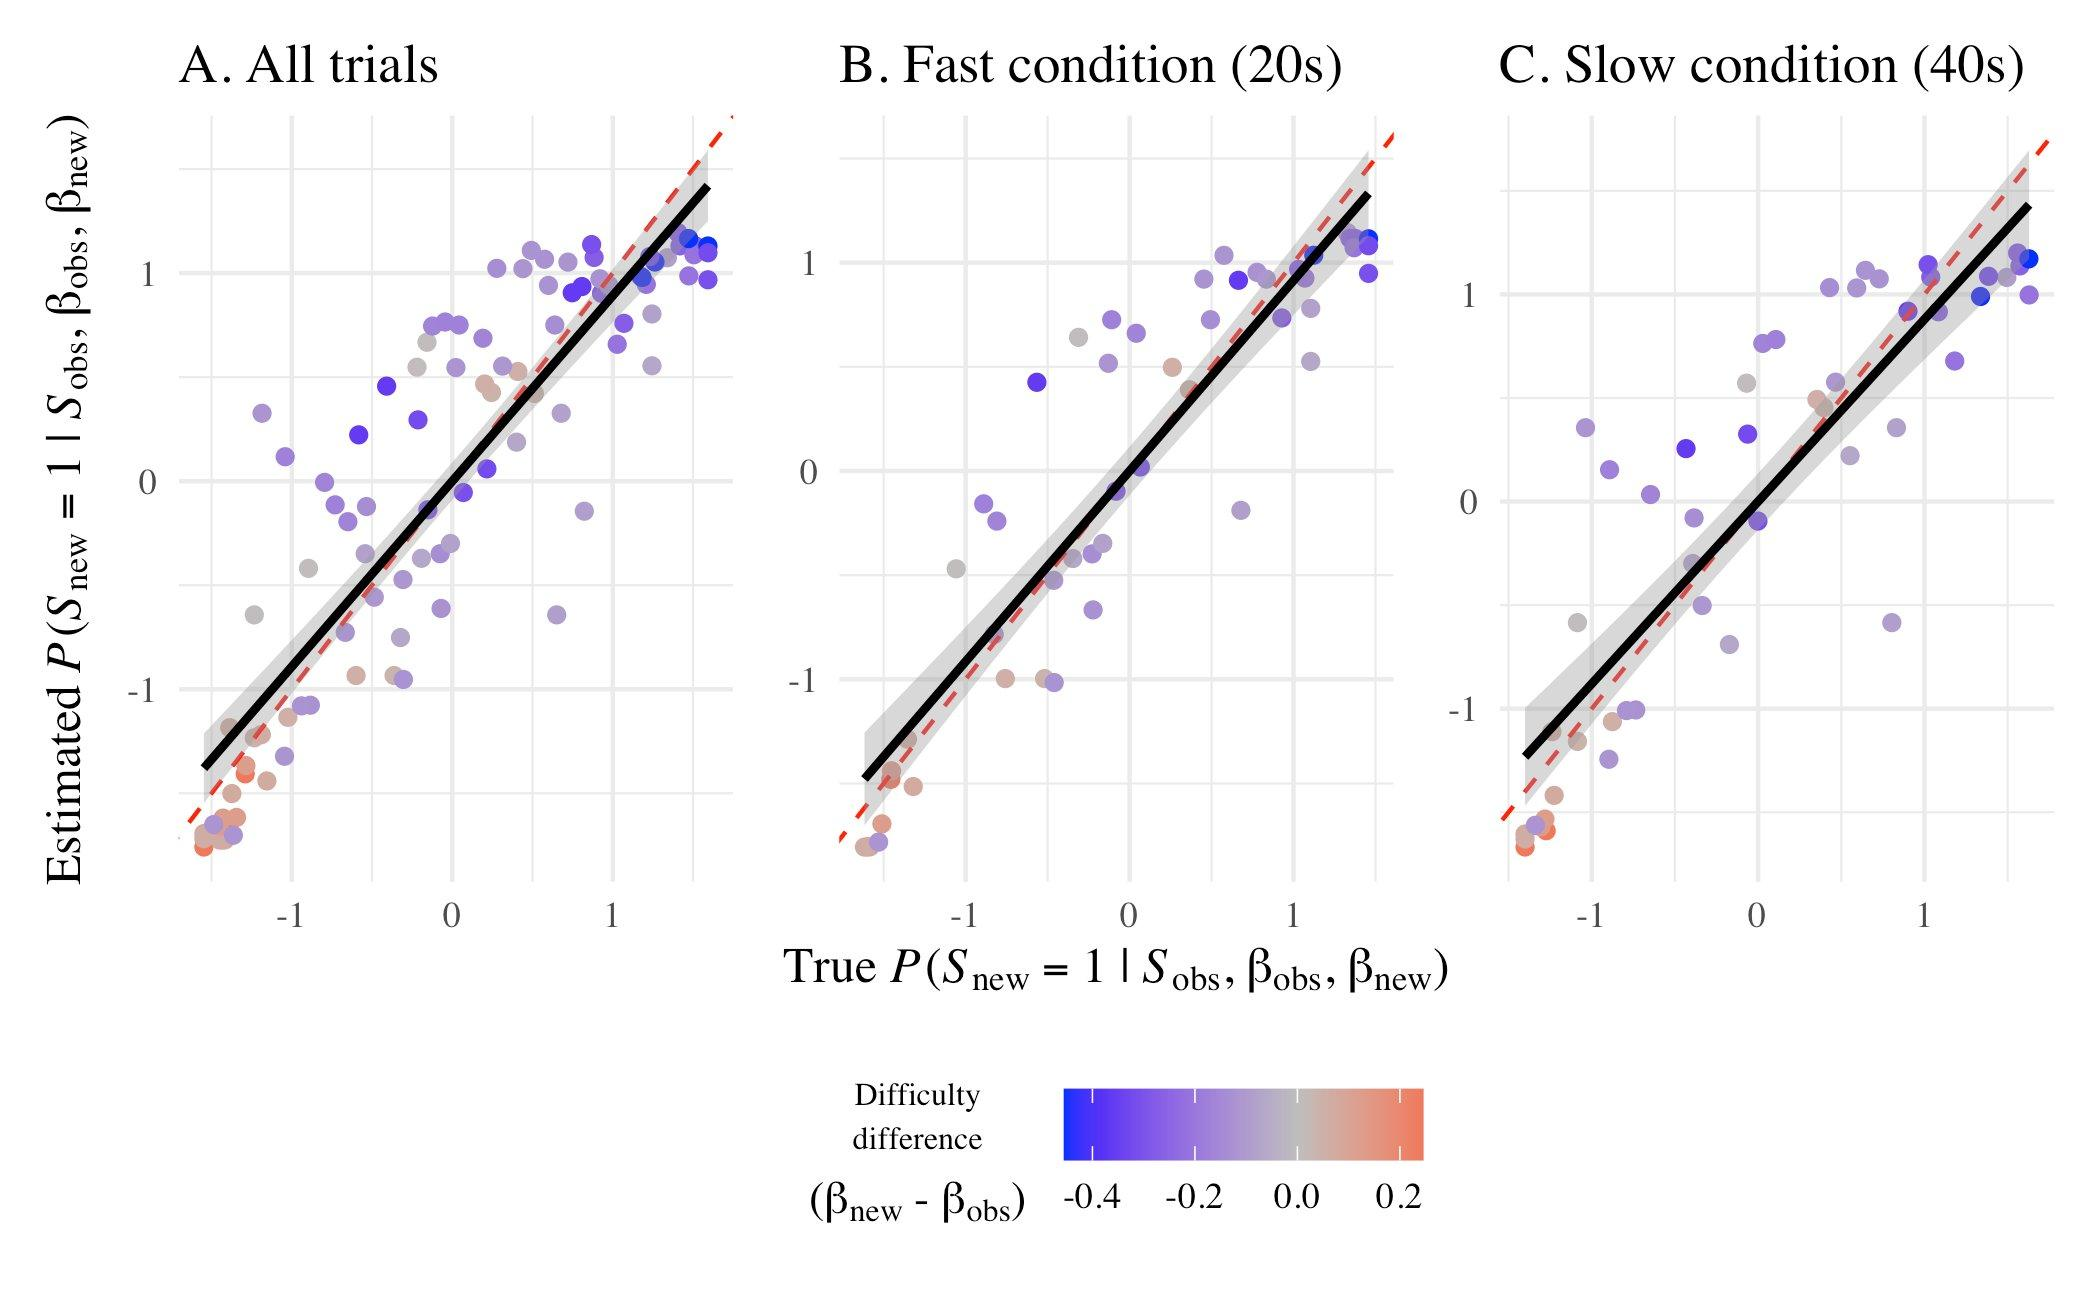 A. All trials
B. Fast condition (20s)
C. Slow condition (40s)
Estimated P(Snew = 1 | Sobs, βobs, βnew)
1
0
-1
-1 0 1
1
0
-1
-1 0 1
1
0
-1
-1 0 1
True P(Snew = 1 | Sobs, βobs, βnew)
Difficulty
difference
(βnew - βobs)
-0.4 -0.2 0.0 0.2